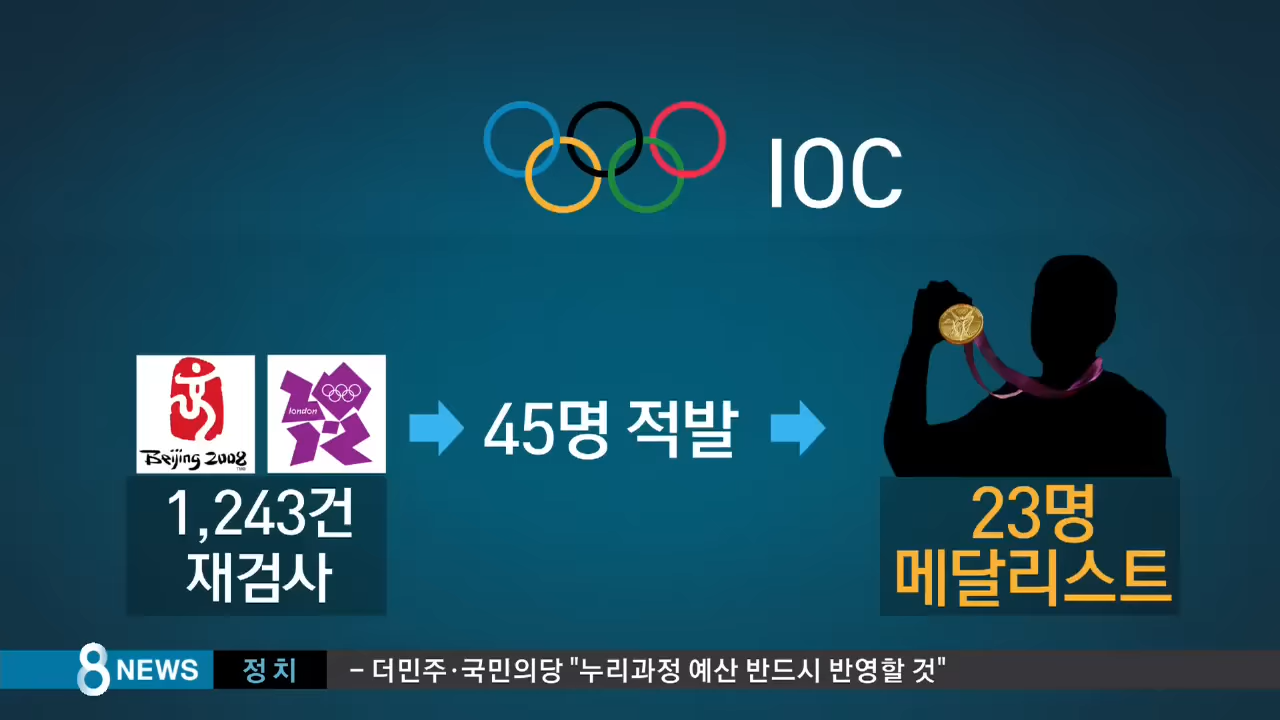 IOC
Beijing 2008
london
45명 적발
1,243건
재검사
23명
메달리스트
8 NEWS
정치
- 더민주·국민의당 "누리과정 예산 반드시 반영할 것"